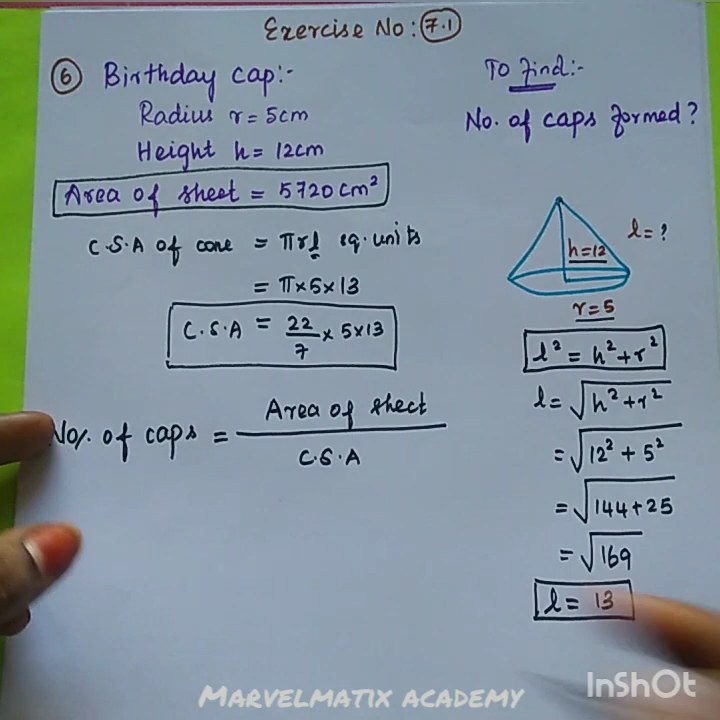 Exercise No: 7.1
6 Birthday cap:-
Radius r = 5cm
Height h = 12cm
Area of sheet = 5720 cm²
C.S.A of cone = πrl sq. units
= π×5×13
C.S.A = 22/7 × 5×13
No. of caps = Area of sheet / C.S.A
To find:-
No. of caps formed?
l = ?
h=12
r=5
l² = h² + r²
l = √h² + r²
= √12² + 5²
= √144+25
= √169
l = 13
MARVELMATIX ACADEMY
InShOt